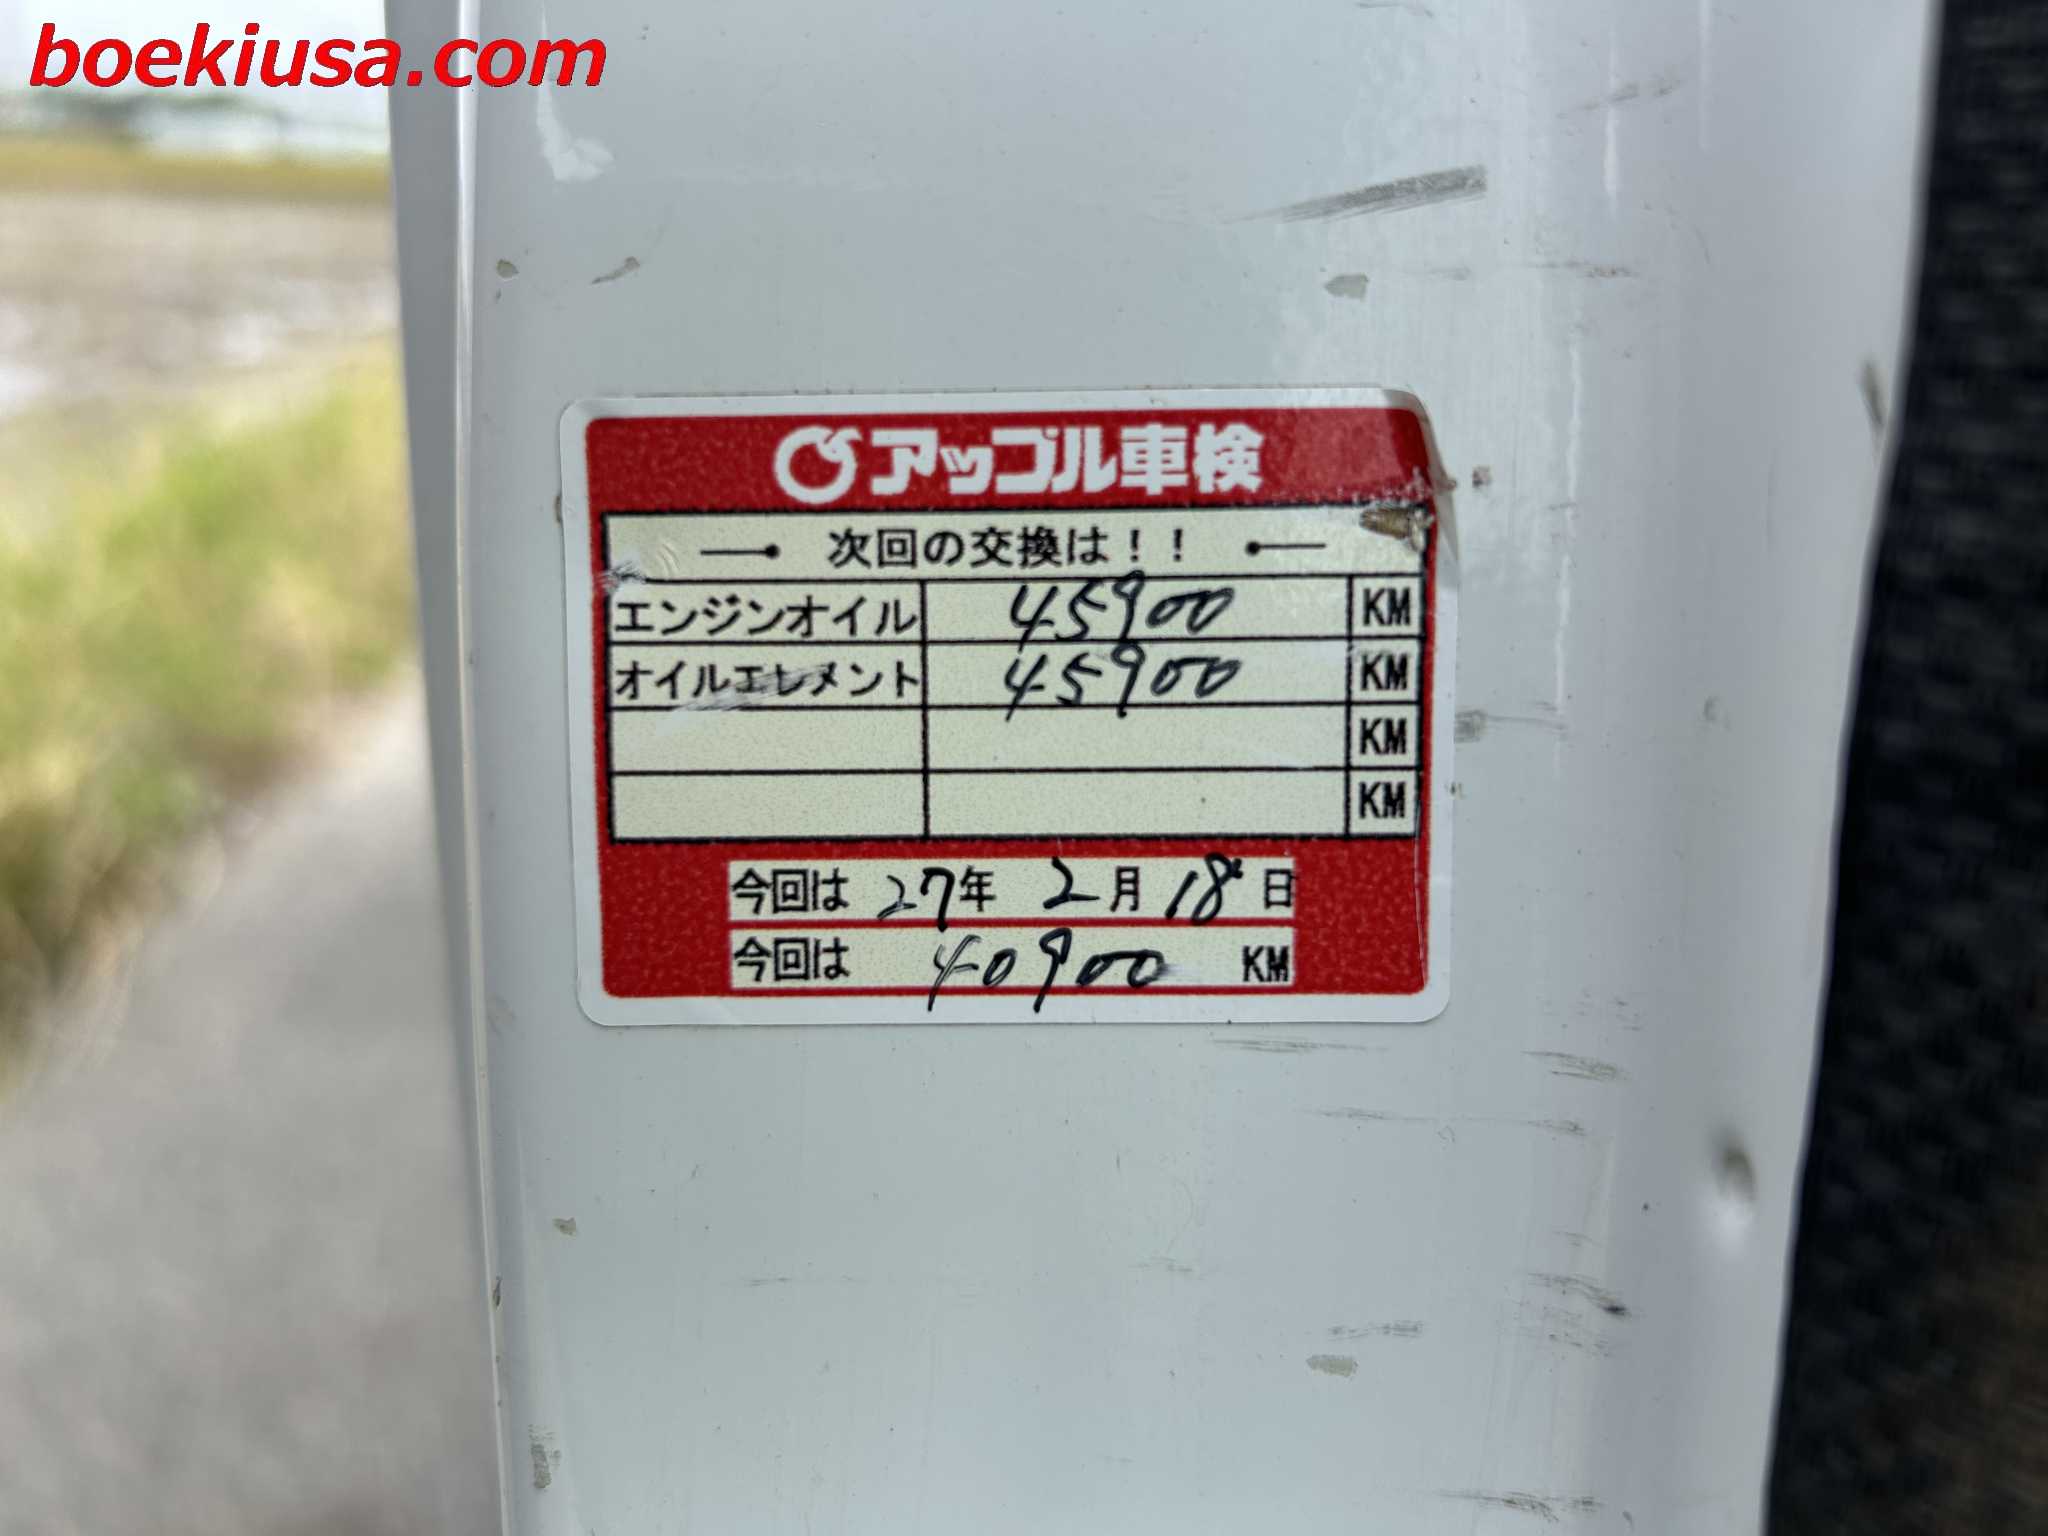 boekiusa.com
アップル車検
次回の交換は！！
エンジンオイル 45900 KM
オイルエレメント 45900 KM
KM
KM
今回は 27年 2月 18日
今回は 40900 KM